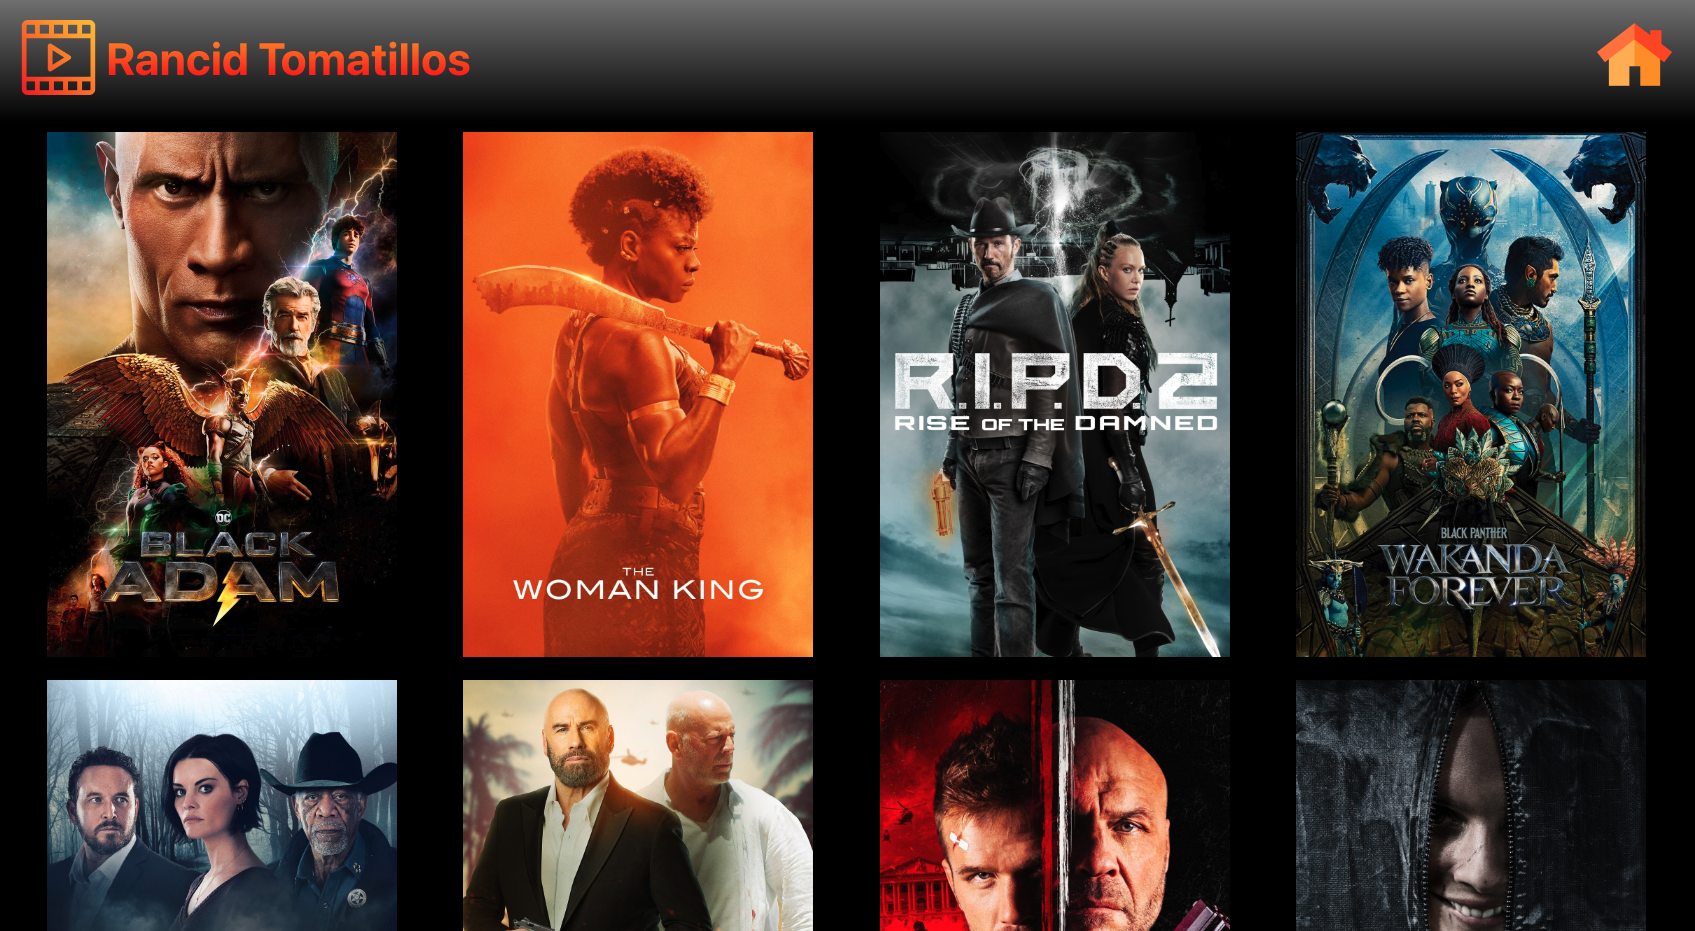 Rancid Tomatillos
DC
BLACK
ADAM
THE
WOMAN KING
R.I.P.D.2
RISE OF THE DAMNED
BLACK PANTHER
WAKANDA
FOREVER